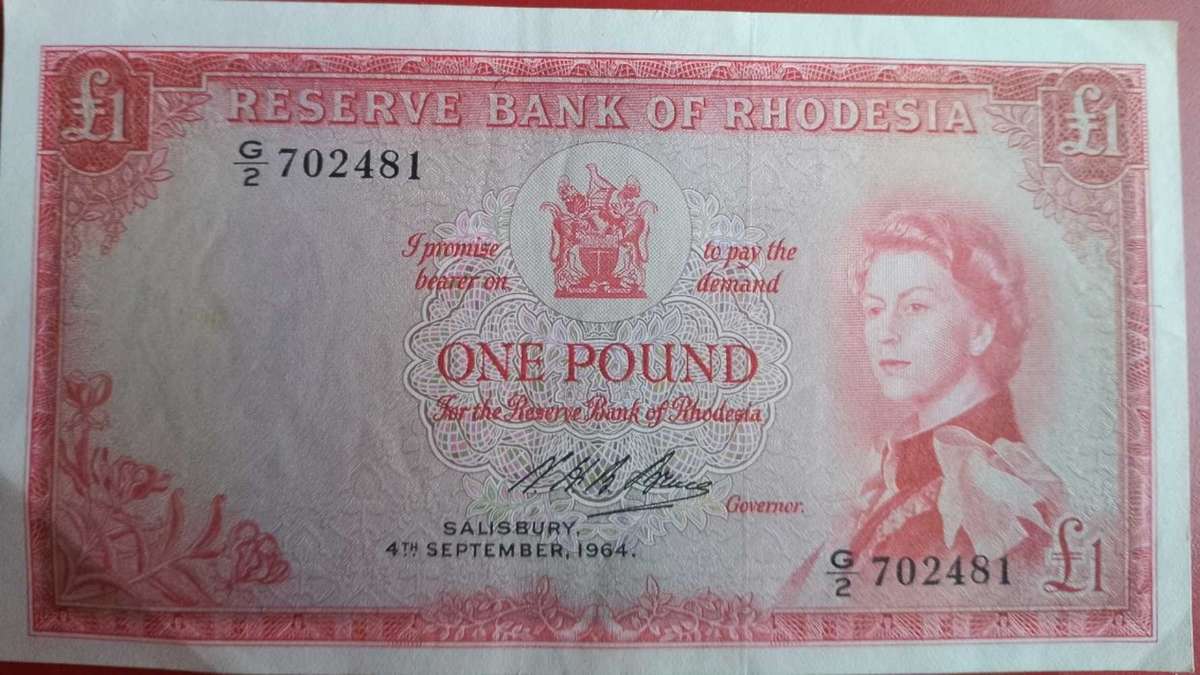 £1
RESERVE BANK OF RHODESIA
£1
G/2 702481
I promise to pay the
bearer on demand
ONE POUND
For the Reserve Bank of Rhodesia
Governor.
SALISBURY,
4TH SEPTEMBER, 1964.
G/2 702481 £1